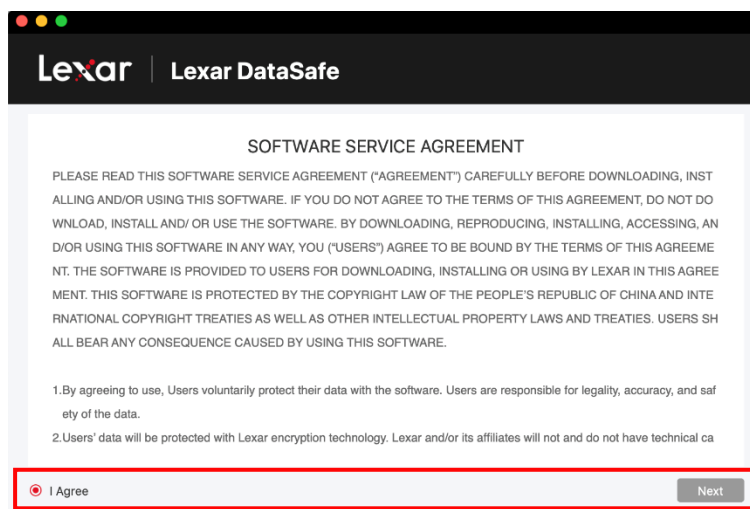 Lexar
Lexar DataSafe
SOFTWARE SERVICE AGREEMENT
PLEASE READ THIS SOFTWARE SERVICE AGREEMENT (“AGREEMENT”) CAREFULLY BEFORE DOWNLOADING, INST
ALLING AND/OR USING THIS SOFTWARE. IF YOU DO NOT AGREE TO THE TERMS OF THIS AGREEMENT, DO NOT DO
WNLOAD, INSTALL AND/ OR USE THE SOFTWARE. BY DOWNLOADING, REPRODUCING, INSTALLING, ACCESSING, AN
D/OR USING THIS SOFTWARE IN ANY WAY, YOU (“USERS”) AGREE TO BE BOUND BY THE TERMS OF THIS AGREEME
NT. THE SOFTWARE IS PROVIDED TO USERS FOR DOWNLOADING, INSTALLING OR USING BY LEXAR IN THIS AGREE
MENT. THIS SOFTWARE IS PROTECTED BY THE COPYRIGHT LAW OF THE PEOPLE’S REPUBLIC OF CHINA AND INTE
RNATIONAL COPYRIGHT TREATIES AS WELL AS OTHER INTELLECTUAL PROPERTY LAWS AND TREATIES. USERS SH
ALL BEAR ANY CONSEQUENCE CAUSED BY USING THIS SOFTWARE.
1.By agreeing to use, Users voluntarily protect their data with the software. Users are responsible for legality, accuracy, and saf
ety of the data.
2.Users’ data will be protected with Lexar encryption technology. Lexar and/or its affiliates will not and do not have technical ca
I Agree
Next